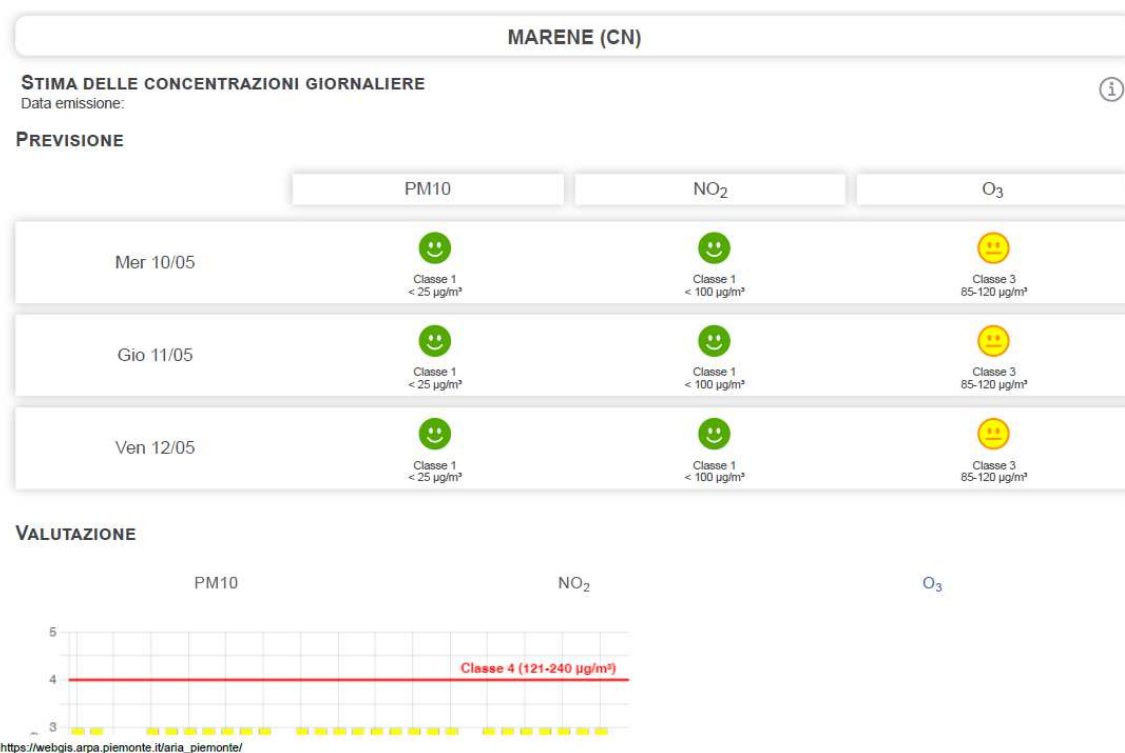 MARENE (CN)
STIMA DELLE CONCENTRAZIONI GIORNALIERE
Data emissione:
i
PREVISIONE
PM10 NO₂ O₃
Mer 10/05
Classe 1 Classe 1 Classe 3
< 25 µg/m³ < 100 µg/m³ 85-120 µg/m³
Gio 11/05
Classe 1 Classe 1 Classe 3
< 25 µg/m³ < 100 µg/m³ 85-120 µg/m³
Ven 12/05
Classe 1 Classe 1 Classe 3
< 25 µg/m³ < 100 µg/m³ 85-120 µg/m³
VALUTAZIONE
PM10 NO₂ O₃
5
Classe 4 (121-240 µg/m³)
4
3
https://webgis.arpa.piemonte.it/aria_piemonte/